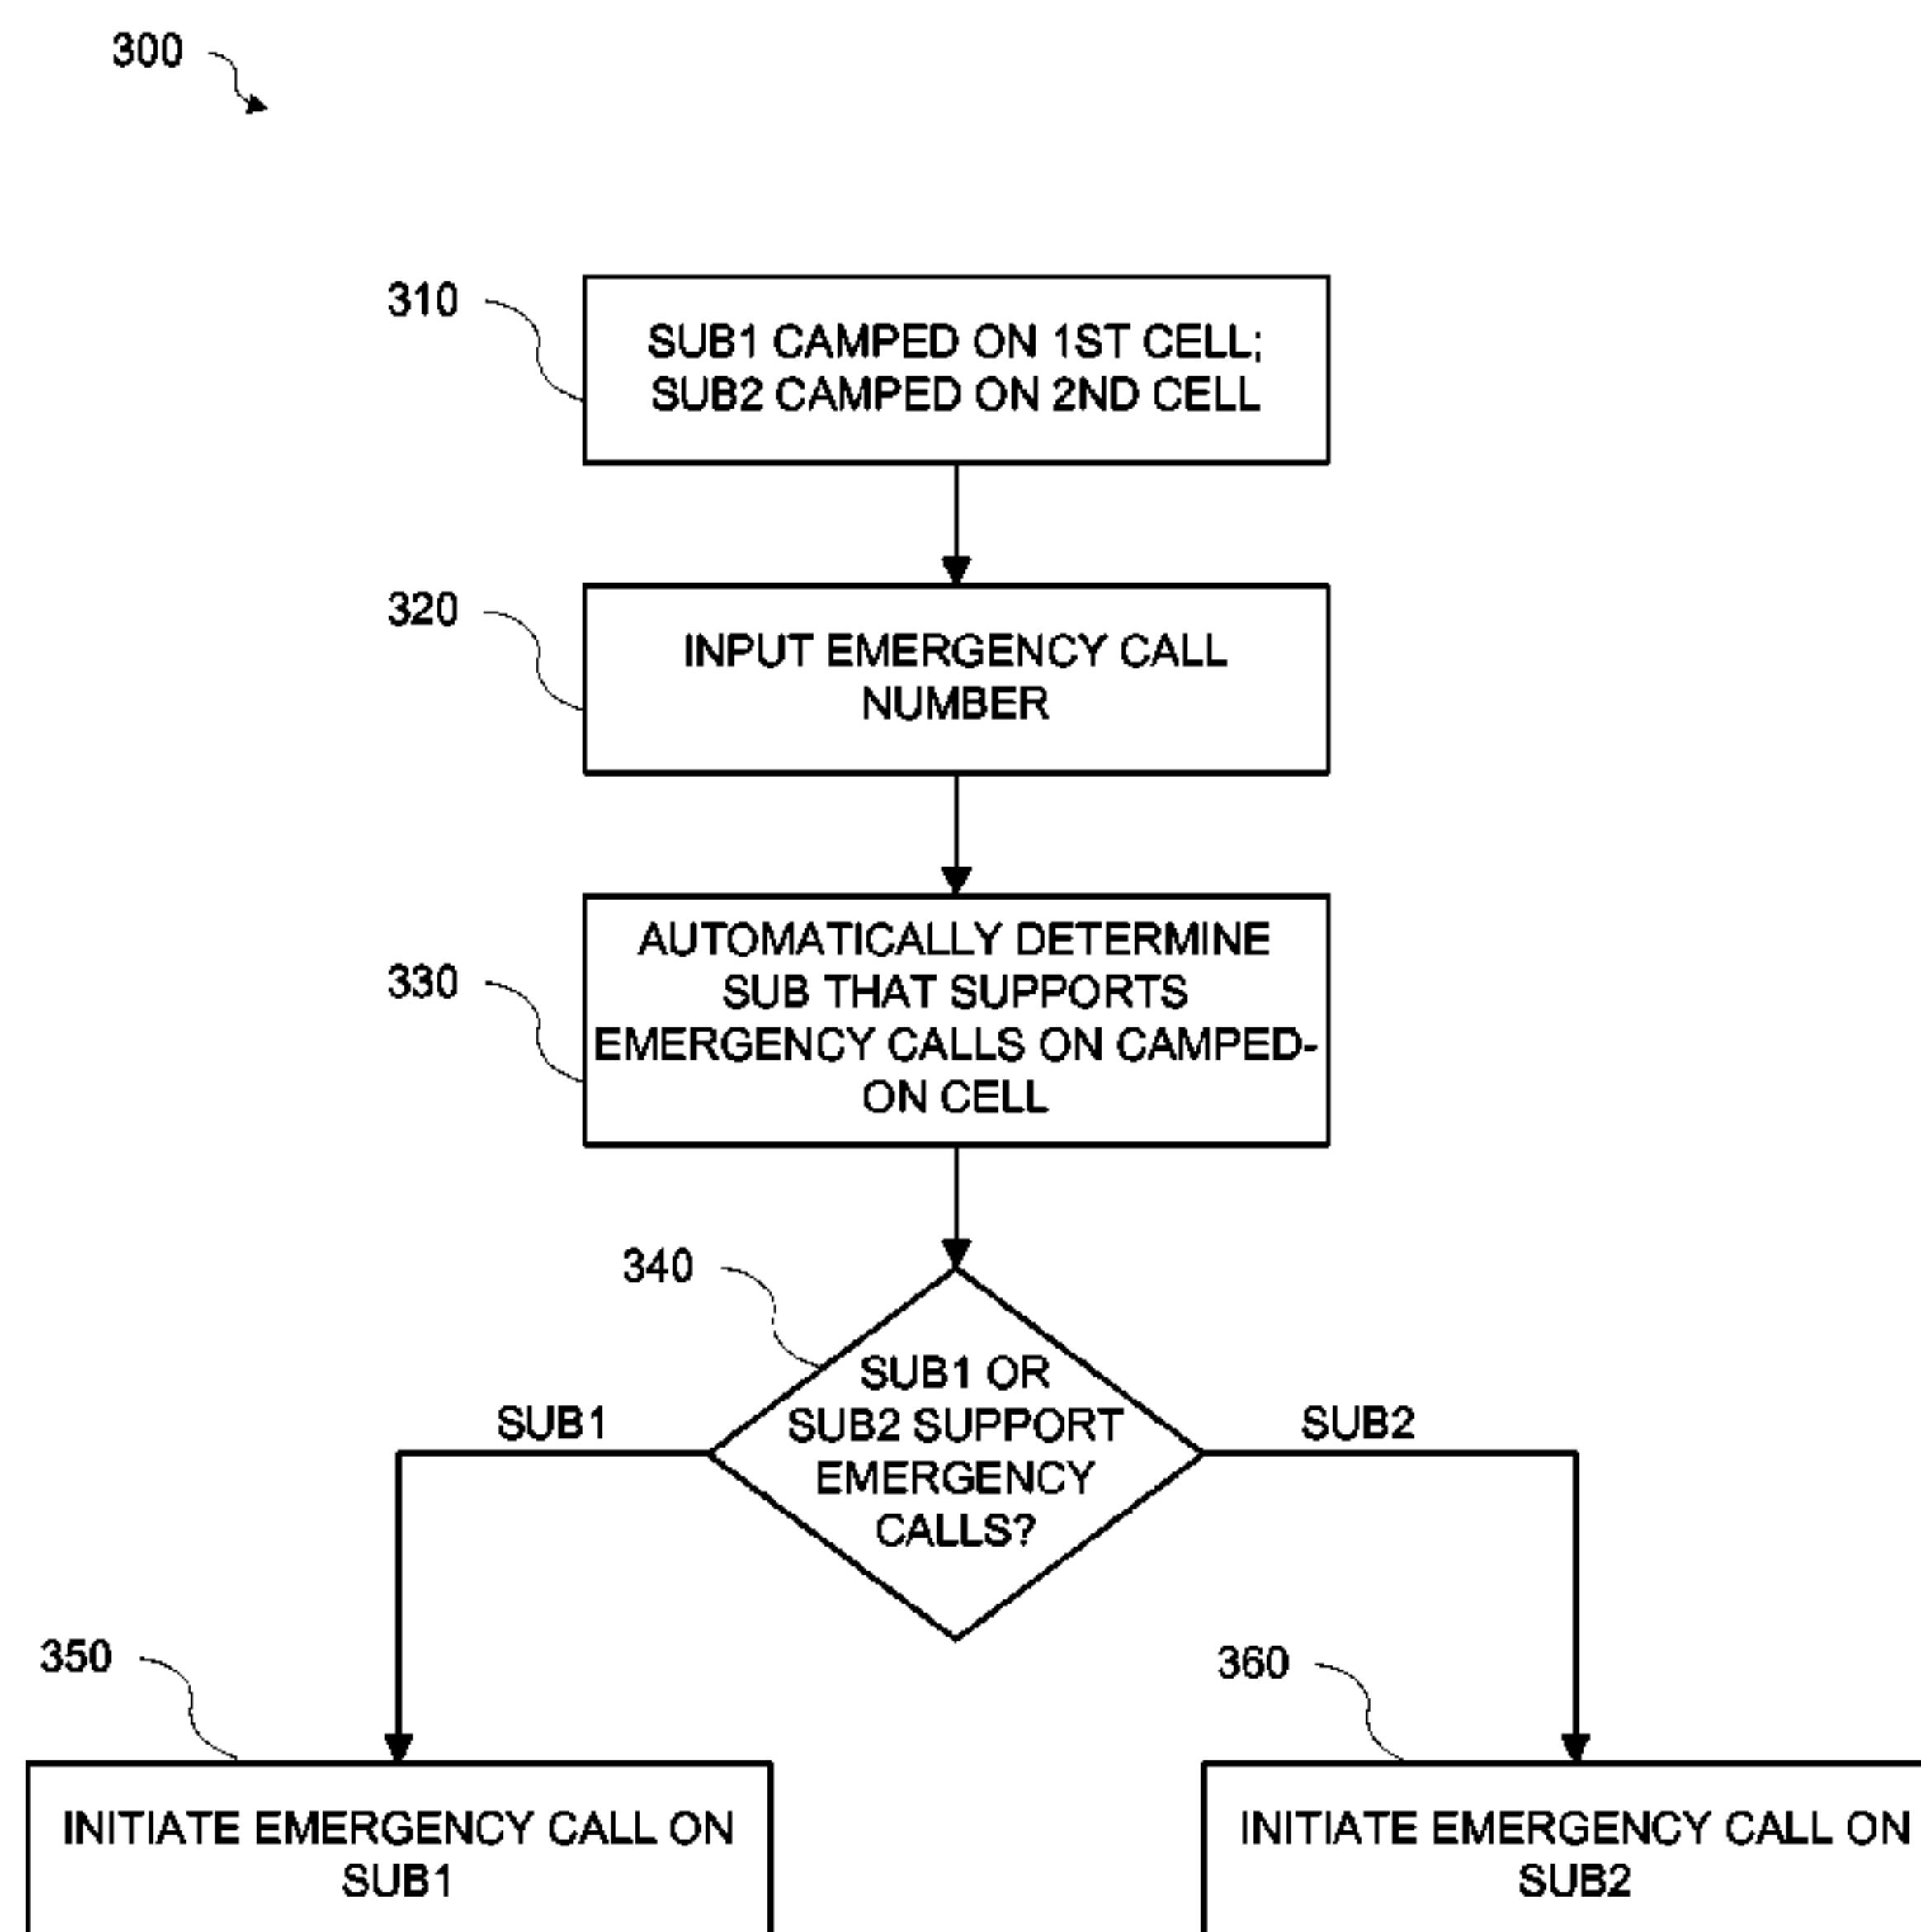 300
310
SUB1 CAMPED ON 1ST CELL;
SUB2 CAMPED ON 2ND CELL
320
INPUT EMERGENCY CALL
NUMBER
330
AUTOMATICALLY DETERMINE
SUB THAT SUPPORTS
EMERGENCY CALLS ON CAMPED-
ON CELL
340
SUB1 OR
SUB2 SUPPORT
EMERGENCY
CALLS?
SUB1
SUB2
350
INITIATE EMERGENCY CALL ON
SUB1
360
INITIATE EMERGENCY CALL ON
SUB2